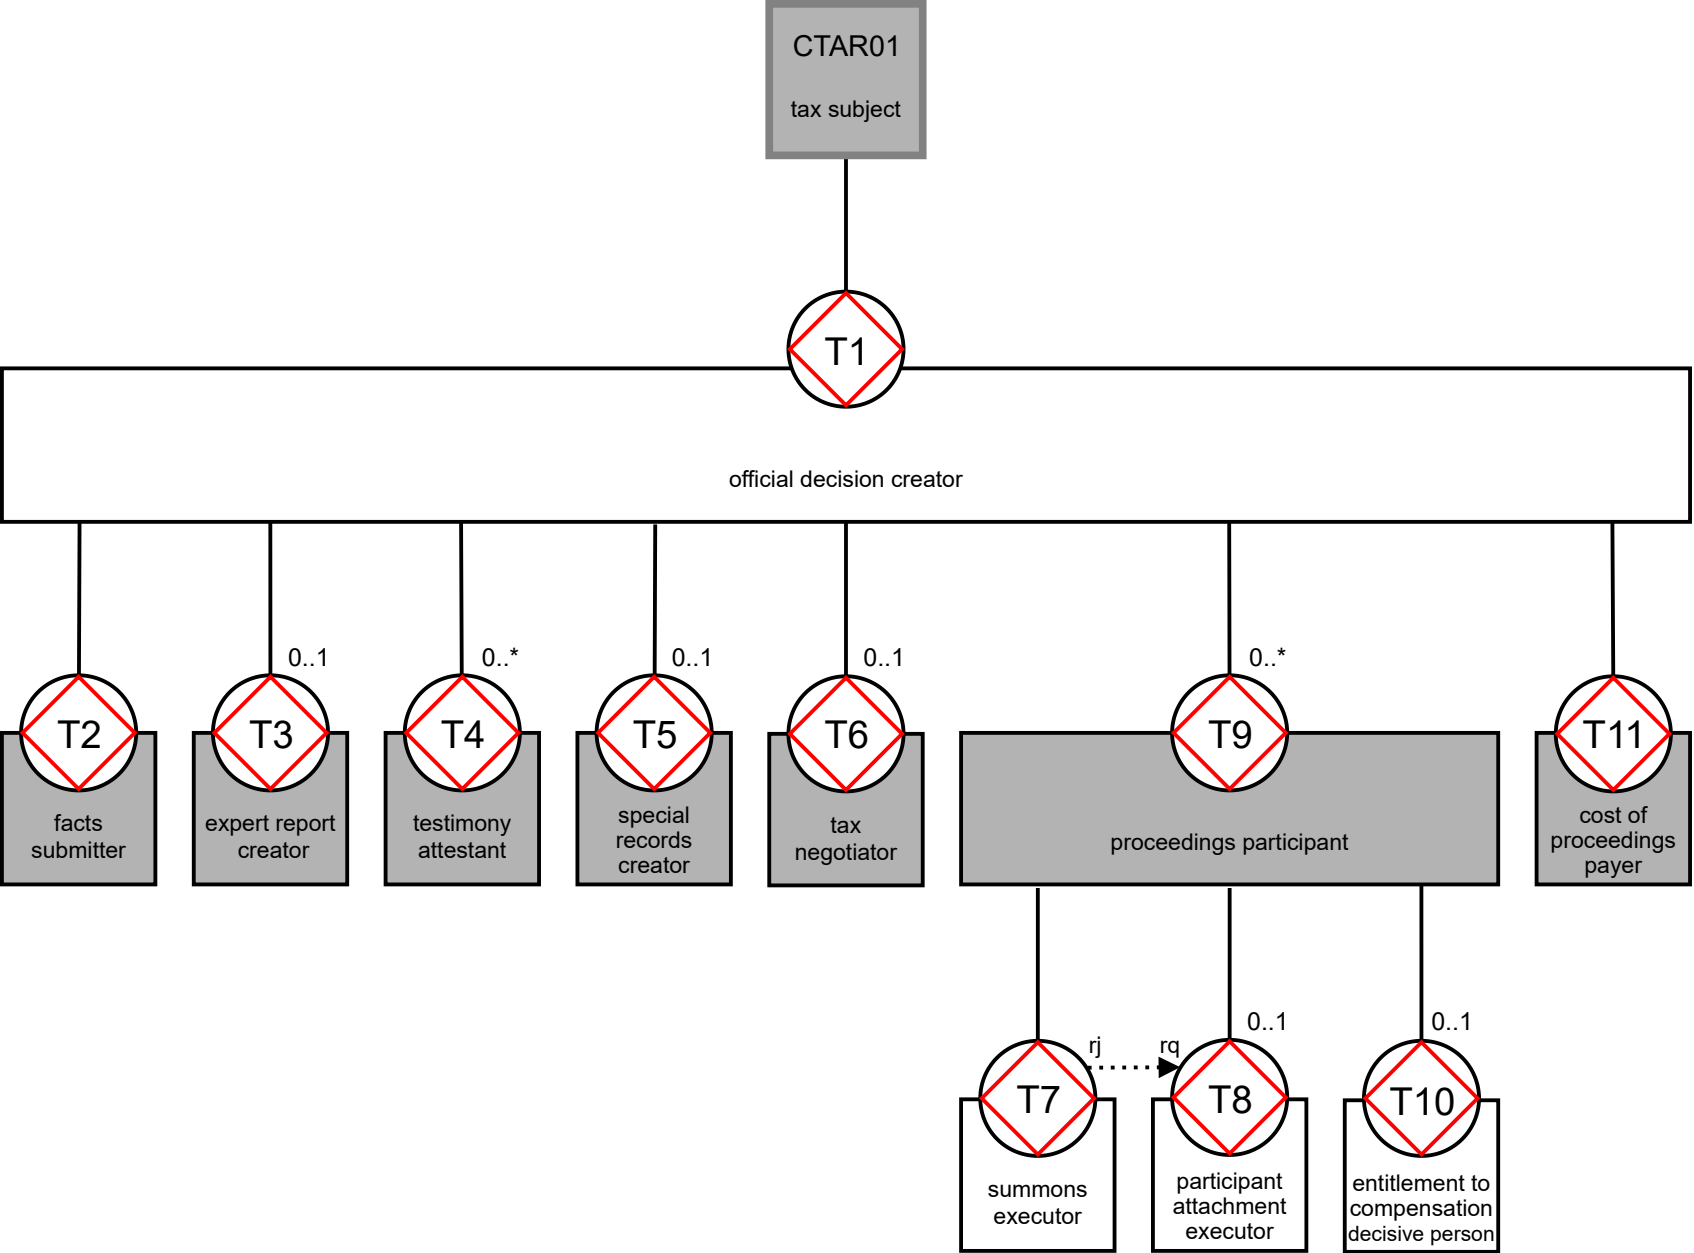 CTAR01
tax subject
T1
official decision creator
0..1
0..*
0..1
0..1
0..*
T2
T3
T4
T5
T6
T9
T11
facts
submitter
expert report
creator
testimony
attestant
special
records
creator
tax
negotiator
proceedings participant
cost of
proceedings
payer
0..1
0..1
rj
rq
T7
T8
T10
summons
executor
participant
attachment
executor
entitlement to
compensation
decisive person